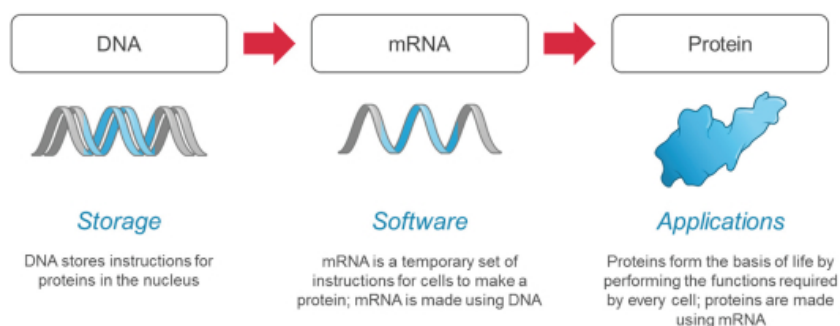 DNA
mRNA
Protein
Storage
Software
Applications
DNA stores instructions for
proteins in the nucleus
mRNA is a temporary set of
instructions for cells to make a
protein; mRNA is made using DNA
Proteins form the basis of life by
performing the functions required
by every cell; proteins are made
using mRNA